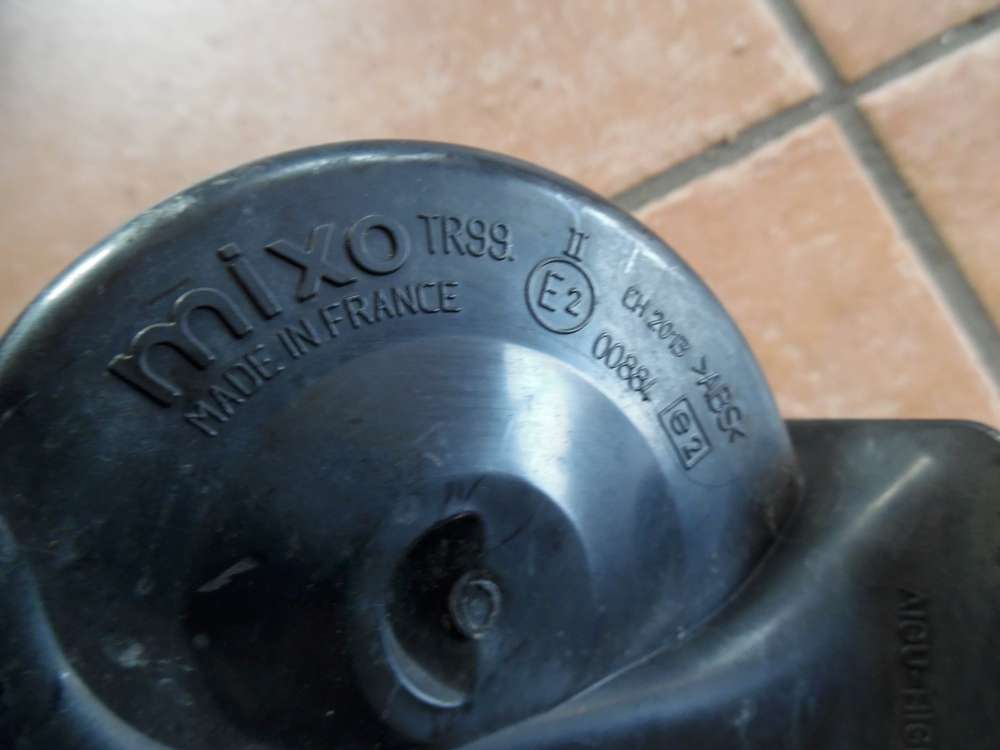 mixo TR99.
MADE IN FRANCE
II
E2
00884
CH 2013 >ABS<
e2